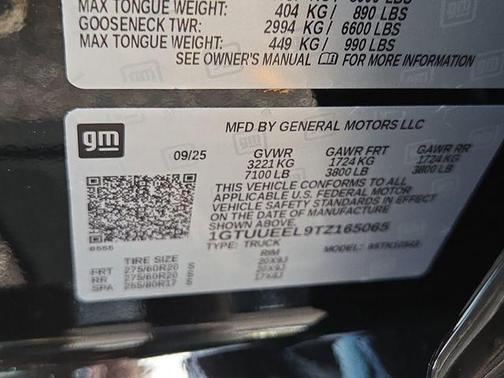 MAX TONGUE WEIGHT: 404 KG/ 890 LBS
GOOSENECK TWR: 2994 KG/ 6600 LBS
MAX TONGUE WEIGHT: 449 KG/ 990 LBS
SEE OWNER'S MANUAL FOR MORE INFORMATION
gm
MFD BY GENERAL MOTORS LLC
09/25 GVWR GAWR FRT GAWR RR
3221 KG 1724 KG 1724 KG
7100 LB 3800 LB 3800 LB
THIS VEHICLE CONFORMS TO ALL
APPLICABLE U.S. FEDERAL MOTOR
VEHICLE SAFETY STANDARDS IN EFFECT
ON THE DATE OF MANUFACTURE
SHOWN ABOVE.
1GTUUEEL9TZ165065
TYPE: TRUCK MODEL:
TIRE SIZE RIM
FRT 275/60R20 S 20X9J
RR 275/60R20 S 20X9J
SPA 255/80R17 S 17X8J